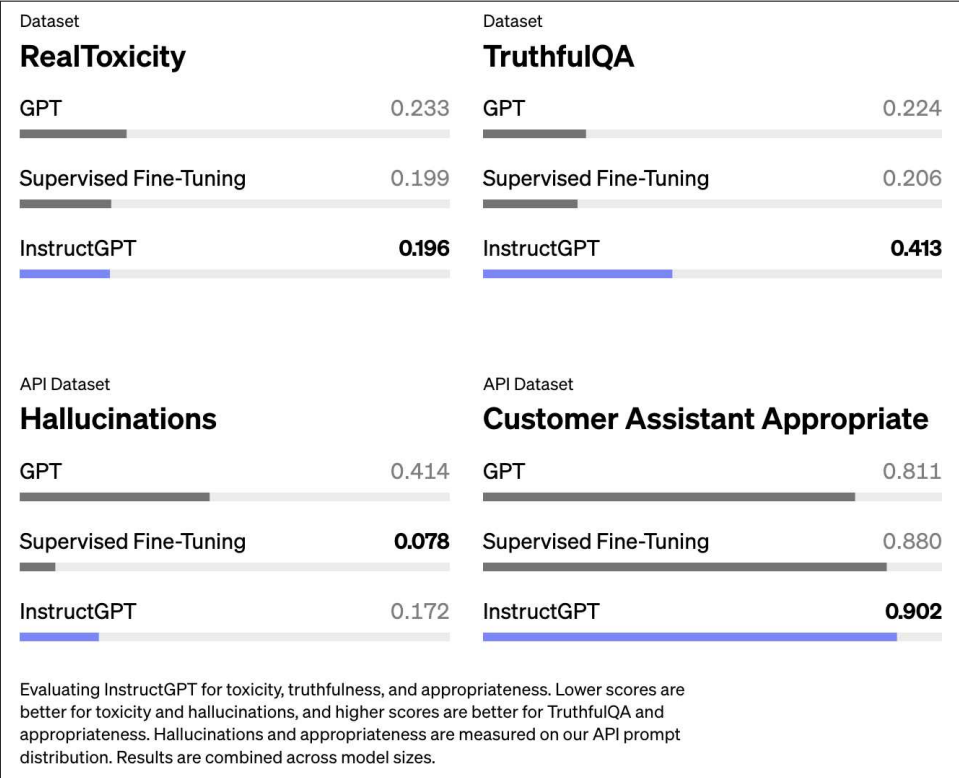 Dataset
RealToxicity
GPT 0.233
Supervised Fine-Tuning 0.199
InstructGPT 0.196
Dataset
TruthfulQA
GPT 0.224
Supervised Fine-Tuning 0.206
InstructGPT 0.413
API Dataset
Hallucinations
GPT 0.414
Supervised Fine-Tuning 0.078
InstructGPT 0.172
API Dataset
Customer Assistant Appropriate
GPT 0.811
Supervised Fine-Tuning 0.880
InstructGPT 0.902
Evaluating InstructGPT for toxicity, truthfulness, and appropriateness. Lower scores are
better for toxicity and hallucinations, and higher scores are better for TruthfulQA and
appropriateness. Hallucinations and appropriateness are measured on our API prompt
distribution. Results are combined across model sizes.